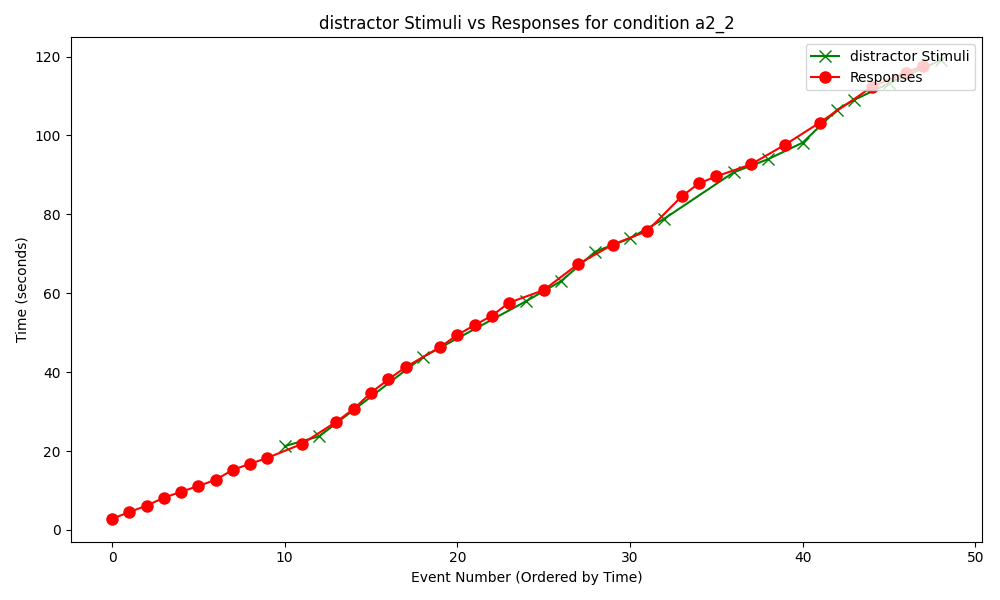 distractor Stimuli vs Responses for condition a2_2
distractor Stimuli
Responses
Time (seconds)
120
100
80
60
40
20
0
0 10 20 30 40 50
Event Number (Ordered by Time)